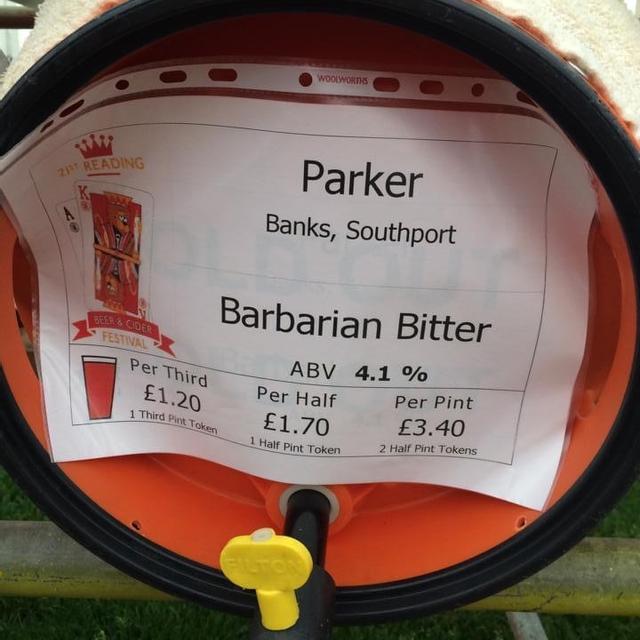 WOOLWORTHS
21ST READING
K
A
BEER & CIDER
FESTIVAL
Parker
Banks, Southport
Barbarian Bitter
ABV 4.1 %
Per Third
£1.20
1 Third Pint Token
Per Half
£1.70
1 Half Pint Token
Per Pint
£3.40
2 Half Pint Tokens
FILTON